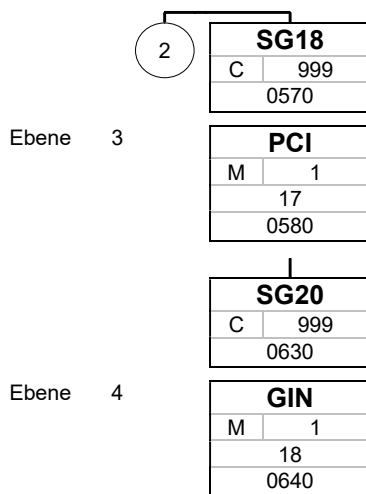 2
SG18
C 999
0570
Ebene 3
PCI
M 1
17
0580
SG20
C 999
0630
Ebene 4
GIN
M 1
18
0640